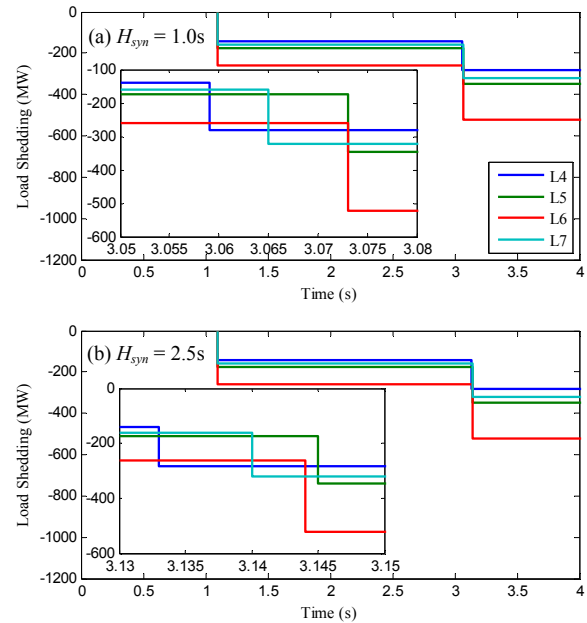 0
-200
-400
-600
-800
-1000
-1200
Load Shedding (MW)
(a) Hsyn = 1.0s
-100
-200
-300
-400
-500
-600
3.05 3.055 3.06 3.065 3.07 3.075 3.08
L4
L5
L6
L7
0 0.5 1 1.5 2 2.5 3 3.5 4
Time (s)
0
-200
-400
-600
-800
-1000
-1200
Load Shedding (MW)
(b) Hsyn = 2.5s
0
-200
-400
-600
3.13 3.135 3.14 3.145 3.15
0 0.5 1 1.5 2 2.5 3 3.5 4
Time (s)